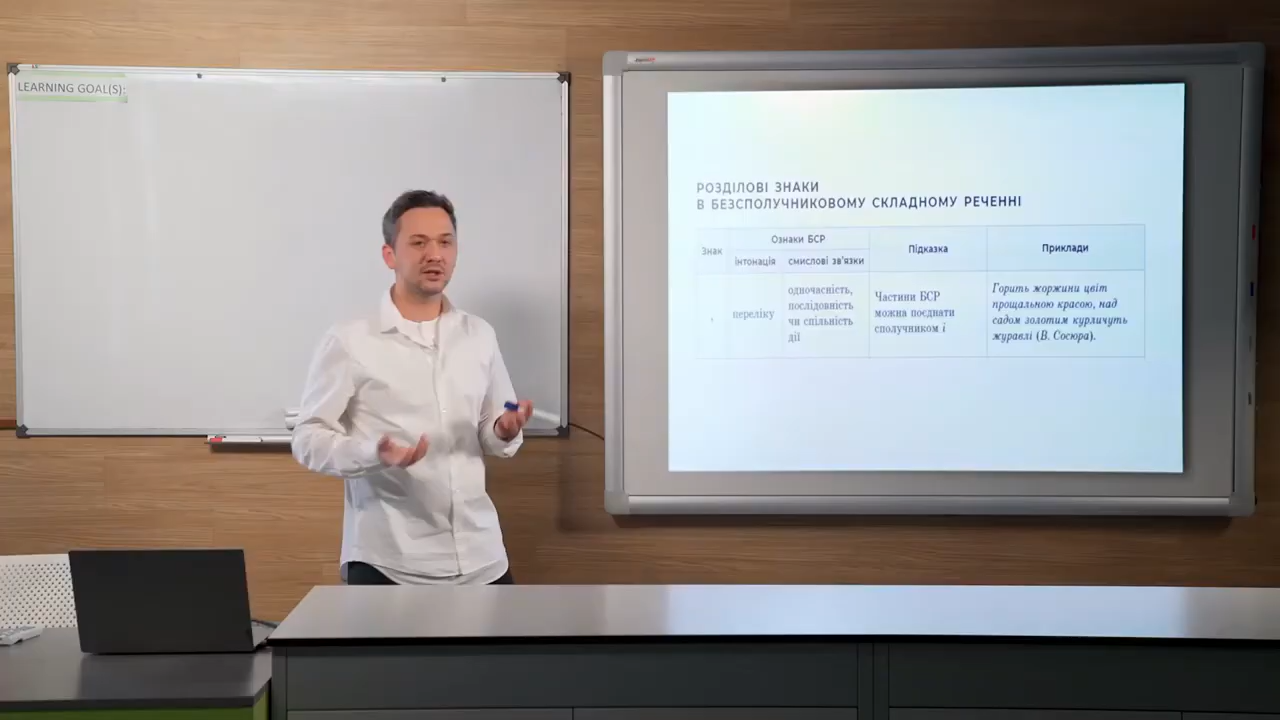 LEARNING GOAL(S):
РОЗДІЛОВІ ЗНАКИ
В БЕЗСПОЛУЧНИКОВОМУ СКЛАДНОМУ РЕЧЕННІ
Знак
Ознаки БСР
інтонація
смислові зв'язки
Підказка
Приклади
,
переліку
одночасність,
послідовність
чи спільність
дії
Частини БСР
можна поєднати
сполучником і
Горить жоржини цвіт
прощальною красою, над
садом золотим курличуть
журавлі (В. Сосюра).